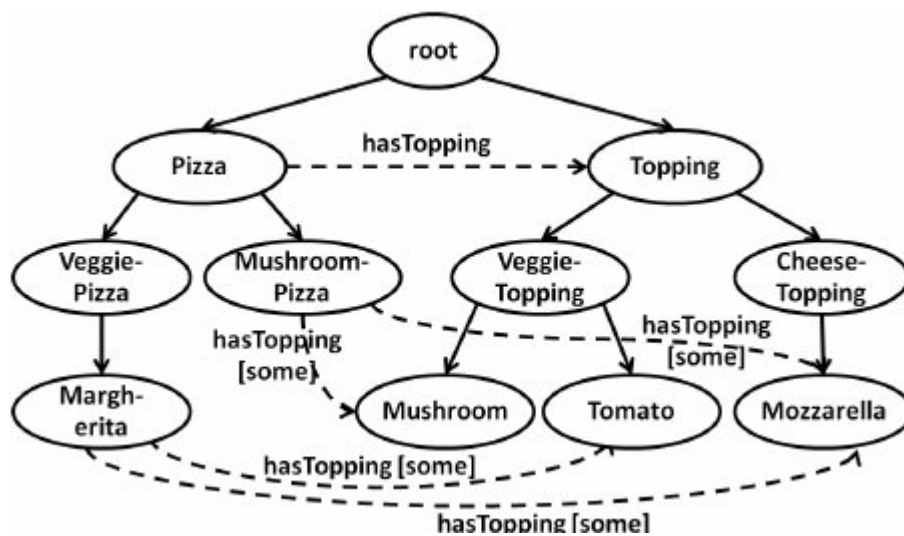 root
hasTopping
Pizza
Topping
Veggie-
Pizza
Mushroom-
Pizza
Veggie-
Topping
Cheese-
Topping
hasTopping
[some]
hasTopping
[some]
Margh-
erita
Mushroom
Tomato
Mozzarella
hasTopping [some]
hasTopping [some]